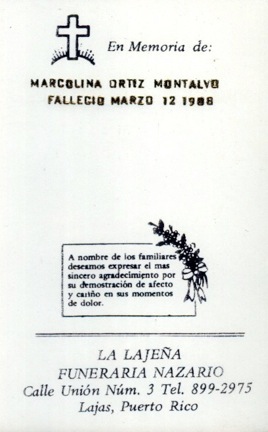 En Memoria de:
MARCOLINA ORTIZ MONTALVO
FALLECIO MARZO 12 1988
A nombre de los familiares
deseamos expresar el mas
sincero agradecimiento por
su demostración de afecto
y cariño en sus momentos
de dolor.
LA LAJEÑA
FUNERARIA NAZARIO
Calle Unión Núm. 3 Tel. 899-2975
Lajas, Puerto Rico